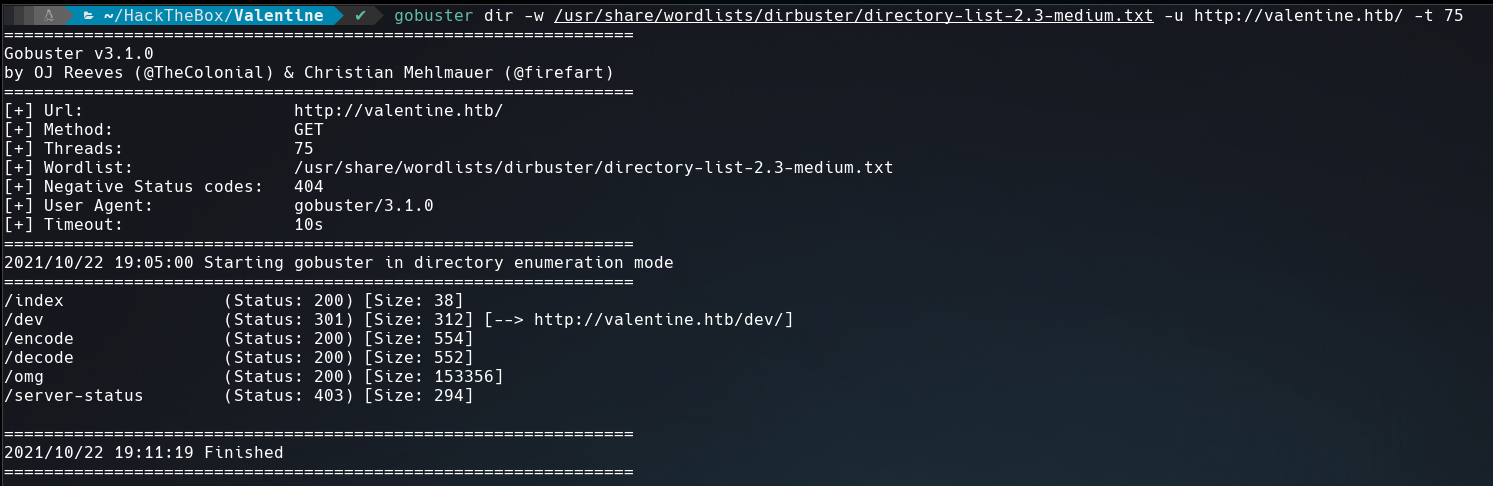 ~/HackTheBox/Valentine ✔ gobuster dir -w /usr/share/wordlists/dirbuster/directory-list-2.3-medium.txt -u http://valentine.htb/ -t 75
===============================================================
Gobuster v3.1.0
by OJ Reeves (@TheColonial) & Christian Mehlmauer (@firefart)
===============================================================
[+] Url:                     http://valentine.htb/
[+] Method:                  GET
[+] Threads:                 75
[+] Wordlist:                /usr/share/wordlists/dirbuster/directory-list-2.3-medium.txt
[+] Negative Status codes:   404
[+] User Agent:              gobuster/3.1.0
[+] Timeout:                 10s
===============================================================
2021/10/22 19:05:00 Starting gobuster in directory enumeration mode
===============================================================
/index                (Status: 200) [Size: 38]
/dev                  (Status: 301) [Size: 312] [--> http://valentine.htb/dev/]
/encode               (Status: 200) [Size: 554]
/decode               (Status: 200) [Size: 552]
/omg                  (Status: 200) [Size: 153356]
/server-status        (Status: 403) [Size: 294]
===============================================================
2021/10/22 19:11:19 Finished
===============================================================